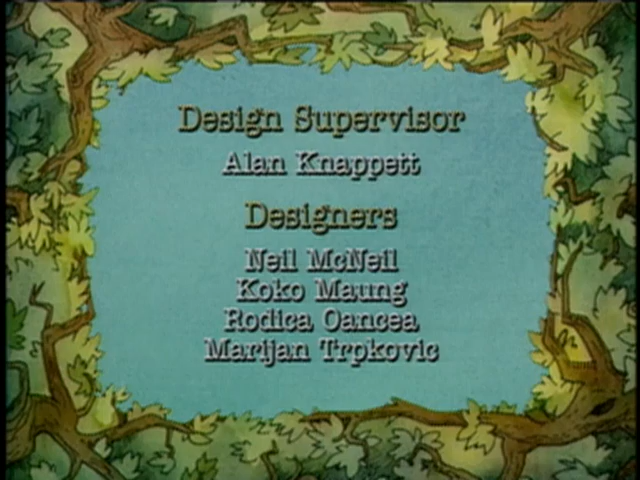 Design Supervisor
Alan Knappett
Designers
Neil McNeil
Koko Maung
Rodica Oancea
Marijan Trpkovic